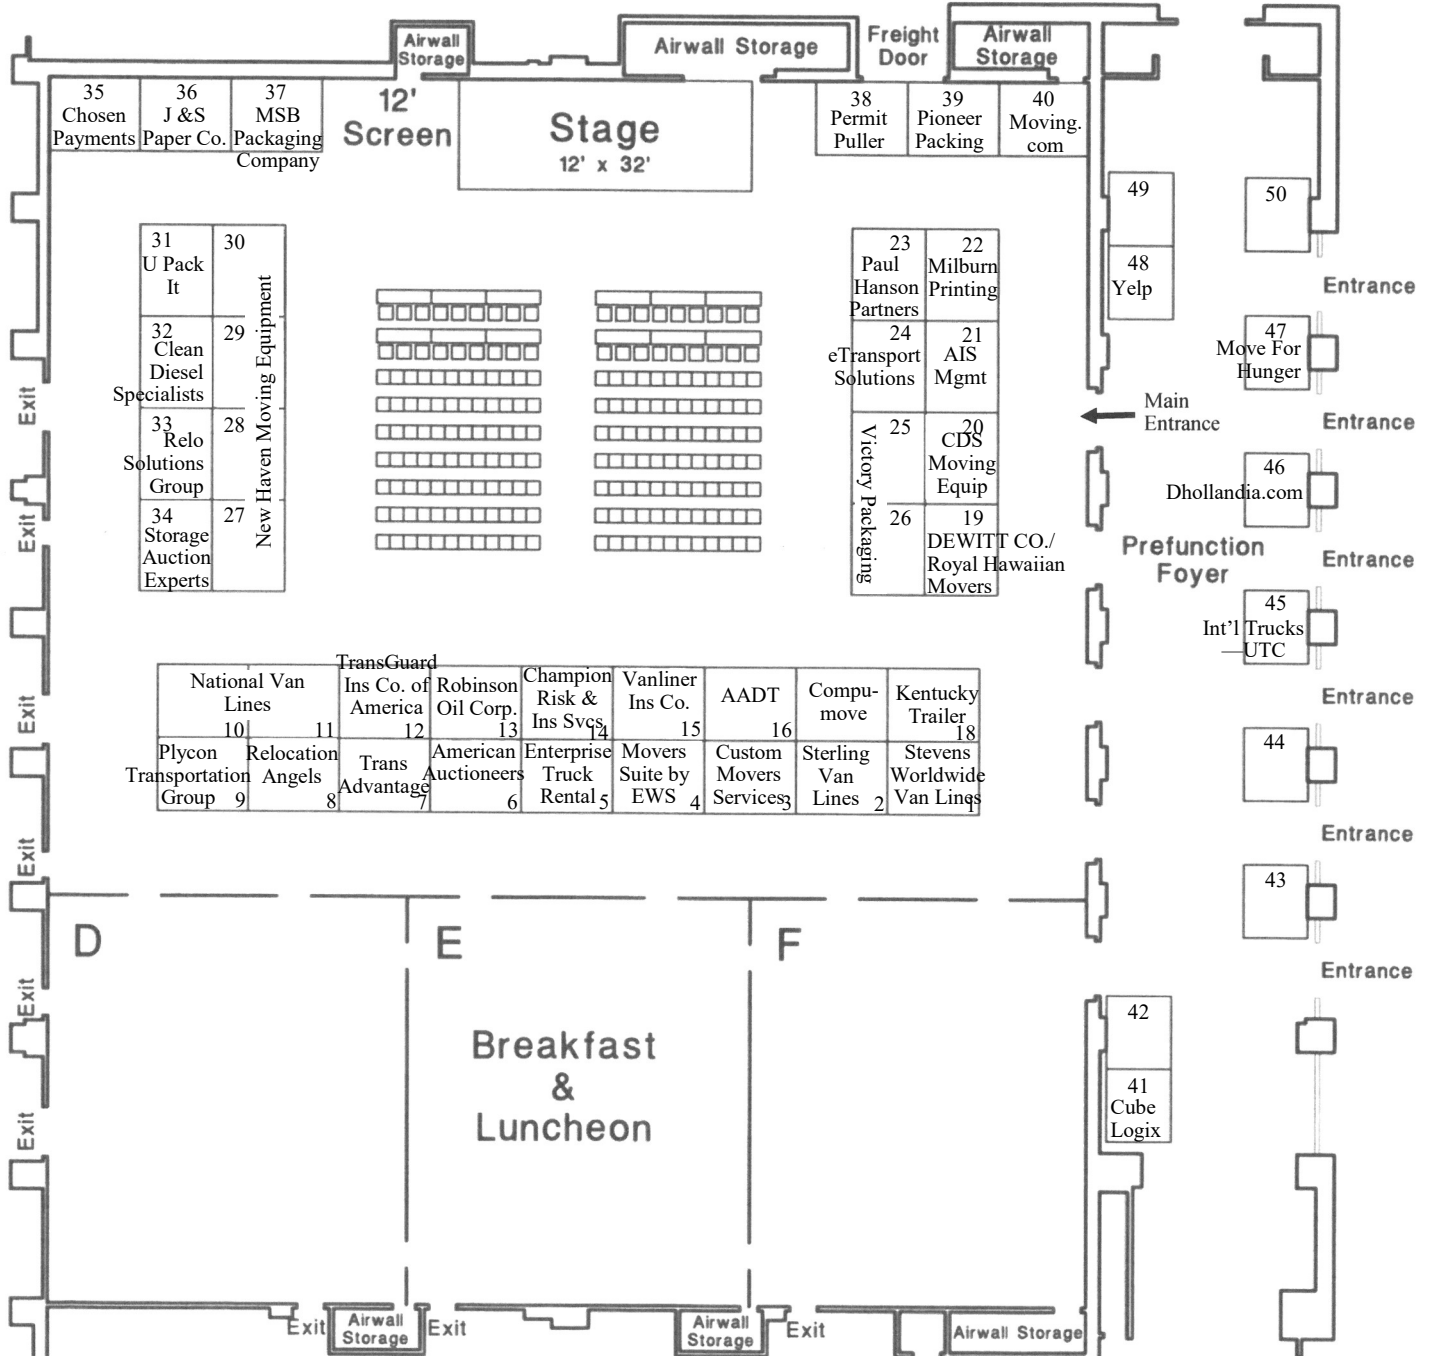 Airwall
Storage
Airwall Storage
Freight
Door
Airwall
Storage
35
Chosen
Payments
36
J &S
Paper Co.
37
MSB
Packaging
Company
12'
Screen
Stage
12' x 32'
38
Permit
Puller
39
Pioneer
Packing
40
Moving.
com
49
50
48
Yelp
Entrance
31
U Pack
It
30
32
Clean
Diesel
Specialists
29
33
Relo
Solutions
Group
28
34
Storage
Auction
Experts
27
New Haven Moving Equipment
23
Paul
Hanson
Partners
22
Milburn
Printing
24
eTransport
Solutions
21
AIS
Mgmt
25
20
CDS
Moving
Equip
26
Victory Packaging
19
DEWITT CO./
Royal Hawaiian
Movers
47
Move For
Hunger
Main
Entrance
Entrance
46
Dhollandia.com
Prefunction
Foyer
Entrance
45
Int'l Trucks
—UTC
Entrance
44
Entrance
43
Entrance
Exit
Exit
Exit
Exit
Exit
Exit
National Van
Lines
10
11
TransGuard
Ins Co. of
America
12
Robinson
Oil Corp.
13
Champion
Risk &
Ins Svcs
14
Vanliner
Ins Co.
15
AADT
16
Compu-
move
Kentucky
Trailer
18
Plycon
Transportation
Group 9
Relocation
Angels
8
Trans
Advantage
7
American
Auctioneers
6
Enterprise
Truck
Rental 5
Movers
Suite by
EWS 4
Custom
Movers
Services 3
Sterling
Van
Lines 2
Stevens
Worldwide
Van Lines
1
D
E
F
Breakfast
&
Luncheon
42
41
Cube
Logix
Exit
Airwall
Storage
Exit
Airwall
Storage
Exit
Airwall Storage